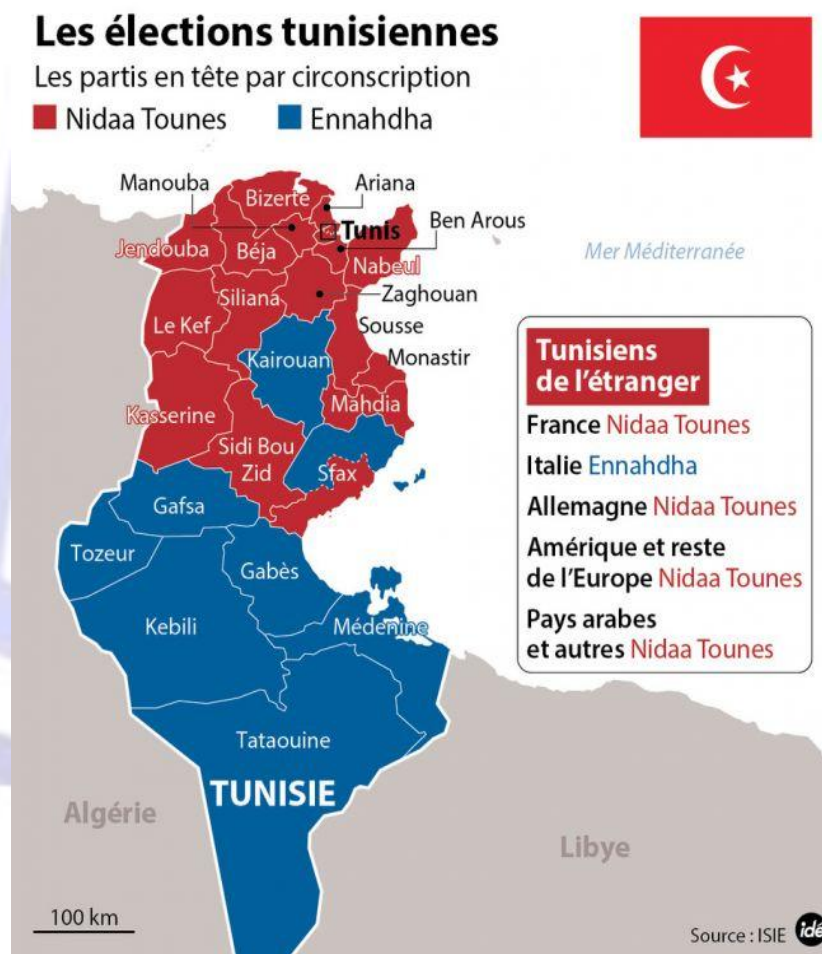 Les élections tunisiennes
Les partis en tête par circonscription
Nidaa Tounes
Ennahdha
Manouba
Bizerte
Ariana
Tunis
Ben Arous
Jendouba
Béja
Nabeul
Mer Méditerranée
Zaghouan
Siliana
Le Kef
Sousse
Kairouan
Monastir
Mahdia
Kasserine
Sidi Bou
Zid
Sfax
Gafsa
Tozeur
Gabès
Kebili
Médenine
Tataouine
TUNISIE
Algérie
Libye
Tunisiens
de l’étranger
France Nidaa Tounes
Italie Ennahdha
Allemagne Nidaa Tounes
Amérique et reste
de l’Europe Nidaa Tounes
Pays arabes
et autres Nidaa Tounes
100 km
Source : ISIE
idé